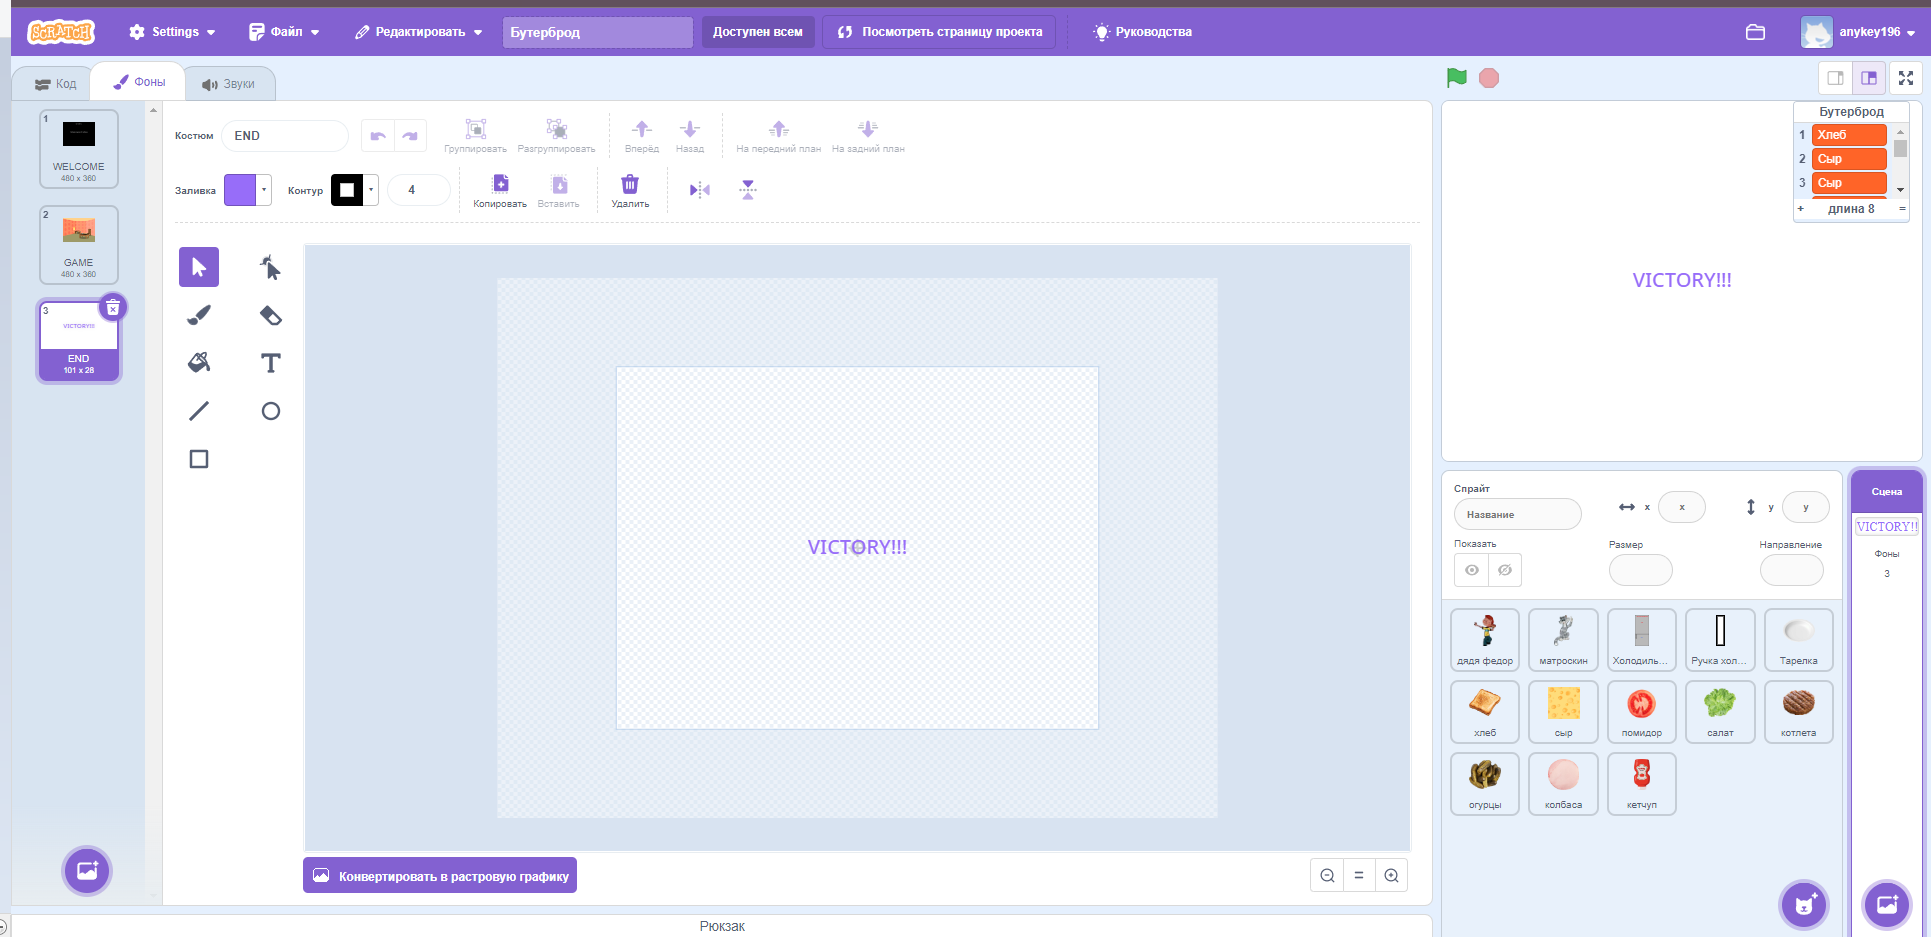 SCRATCH
Settings
Файл
Редактировать
Бутерброд
Доступен всем
Посмотреть страницу проекта
Руководства
anykey196
Код
Фоны
Звуки
1
WELCOME
480 x 360
2
GAME
480 x 360
3
VICTORY!!!
END
101 x 28
Костюм
END
Группировать
Разгруппировать
Вперёд
Назад
На передний план
На задний план
Заливка
Контур
4
Копировать
Вставить
Удалить
VICTORY!!!
Конвертировать в растровую графику
Рюкзак
Бутерброд
1 Хлеб
2 Сыр
3 Сыр
+ длина 8 =
VICTORY!!!
Спрайт
Название
x x
y y
Показать
Размер
Направление
дядя федор
матроскин
Холодиль...
Ручка хол...
Тарелка
хлеб
сыр
помидор
салат
котлета
огурцы
колбаса
кетчуп
Сцена
VICTORY!!
Фоны
3